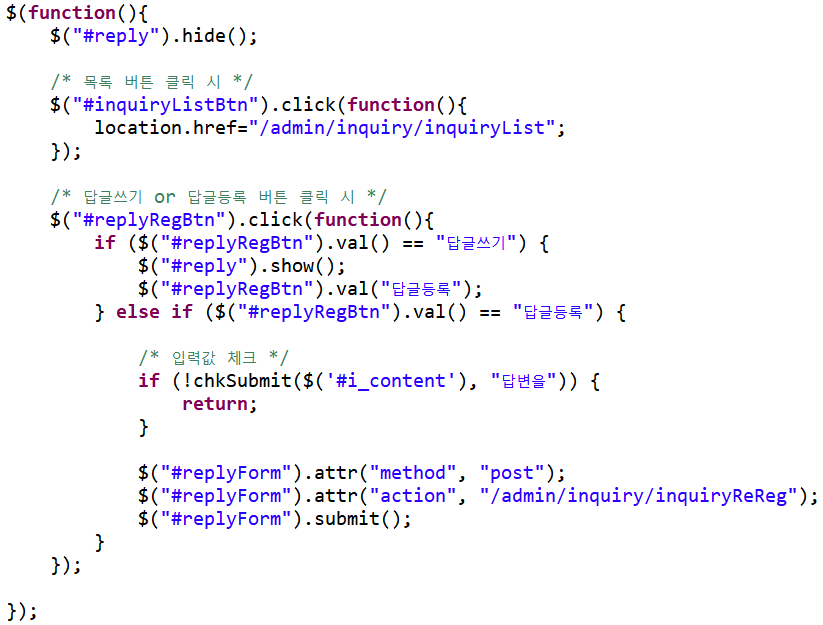 $(function(){
    $("#reply").hide();

    /* 목록 버튼 클릭 시 */
    $("#inquiryListBtn").click(function(){
        location.href="/admin/inquiry/inquiryList";
    });

    /* 답글쓰기 or 답글등록 버튼 클릭 시 */
    $("#replyRegBtn").click(function(){
        if ($("#replyRegBtn").val() == "답글쓰기") {
            $("#reply").show();
            $("#replyRegBtn").val("답글등록");
        } else if ($("#replyRegBtn").val() == "답글등록") {

            /* 입력값 체크 */
            if (!chkSubmit($('#i_content'), "답변을")) {
                return;
            }

            $("#replyForm").attr("method", "post");
            $("#replyForm").attr("action", "/admin/inquiry/inquiryReReg");
            $("#replyForm").submit();
        }
    });

});